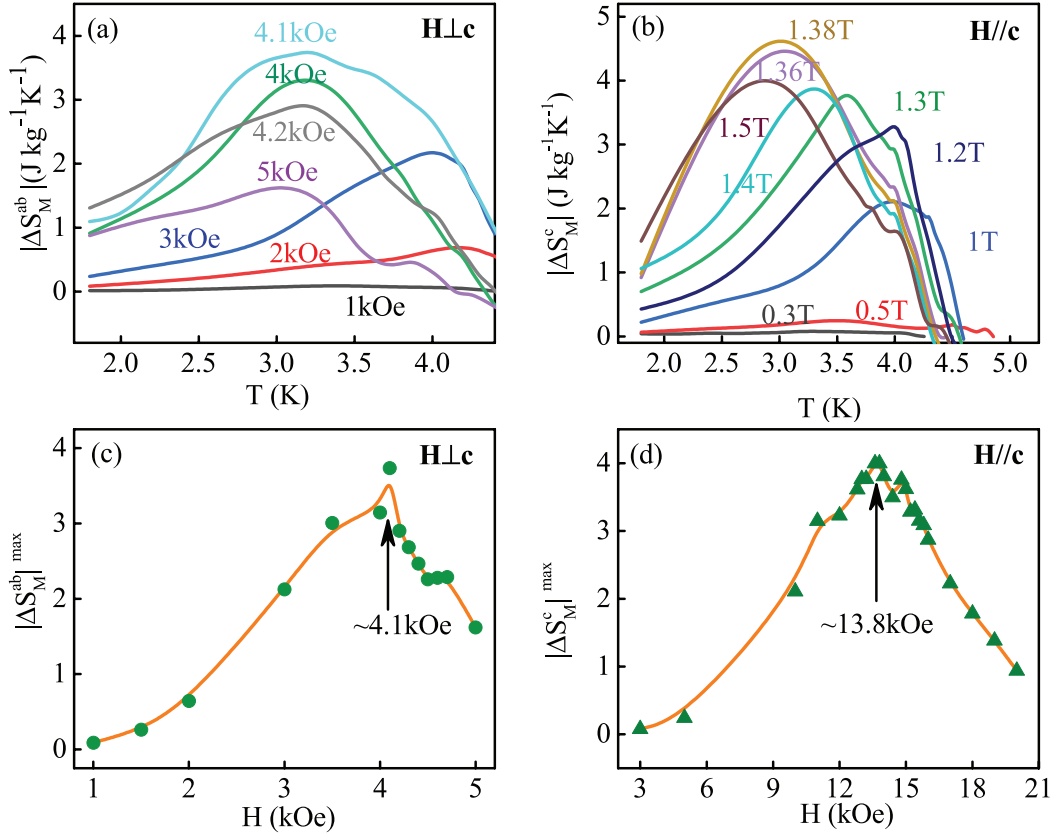 (a)
H⊥c
4.1kOe
4kOe
4.2kOe
5kOe
3kOe
2kOe
1kOe
|ΔS_M^ab|(J kg⁻¹K⁻¹)
4
3
2
1
0
2.0 2.5 3.0 3.5 4.0
T (K)
(b)
H//c
1.38T
1.36T
1.5T
1.3T
1.2T
1.4T
1T
0.3T
0.5T
|ΔS_M^c| (J kg⁻¹K⁻¹)
5
4
3
2
1
0
2.0 2.5 3.0 3.5 4.0 4.5 5.0
T (K)
(c)
H⊥c
~4.1kOe
|ΔS_M^ab|^max
4
3
2
1
0
1 2 3 4 5
H (kOe)
(d)
H//c
~13.8kOe
|ΔS_M^c|^max
4
3
2
1
0
3 6 9 12 15 18 21
H (kOe)